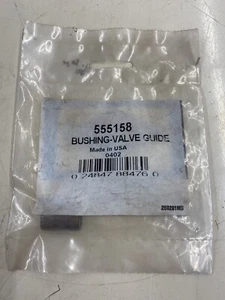 555158
BUSHING-VALVE GUIDE
Made in USA
0402
0 24847 88476 6